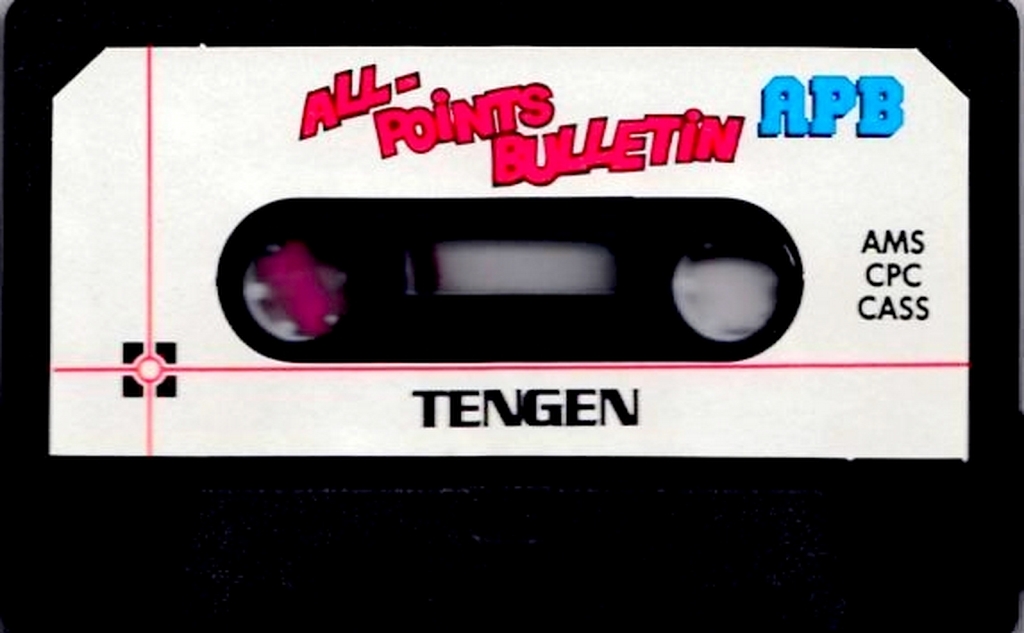 ALL-
POINTS
BULLETIN
APB
AMS
CPC
CASS
TENGEN